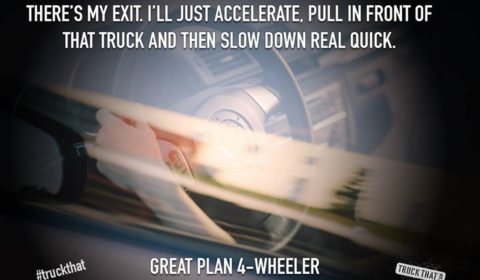 THERE'S MY EXIT. I'LL JUST ACCELERATE, PULL IN FRONT OF
THAT TRUCK AND THEN SLOW DOWN REAL QUICK.
#truckthat
GREAT PLAN 4-WHEELER
TRUCK THAT